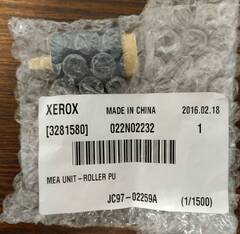 XEROX MADE IN CHINA 2016.02.18
[3281580] 022N02232 1
MEA UNIT-ROLLER PU
JC97-02259A (1/1500)